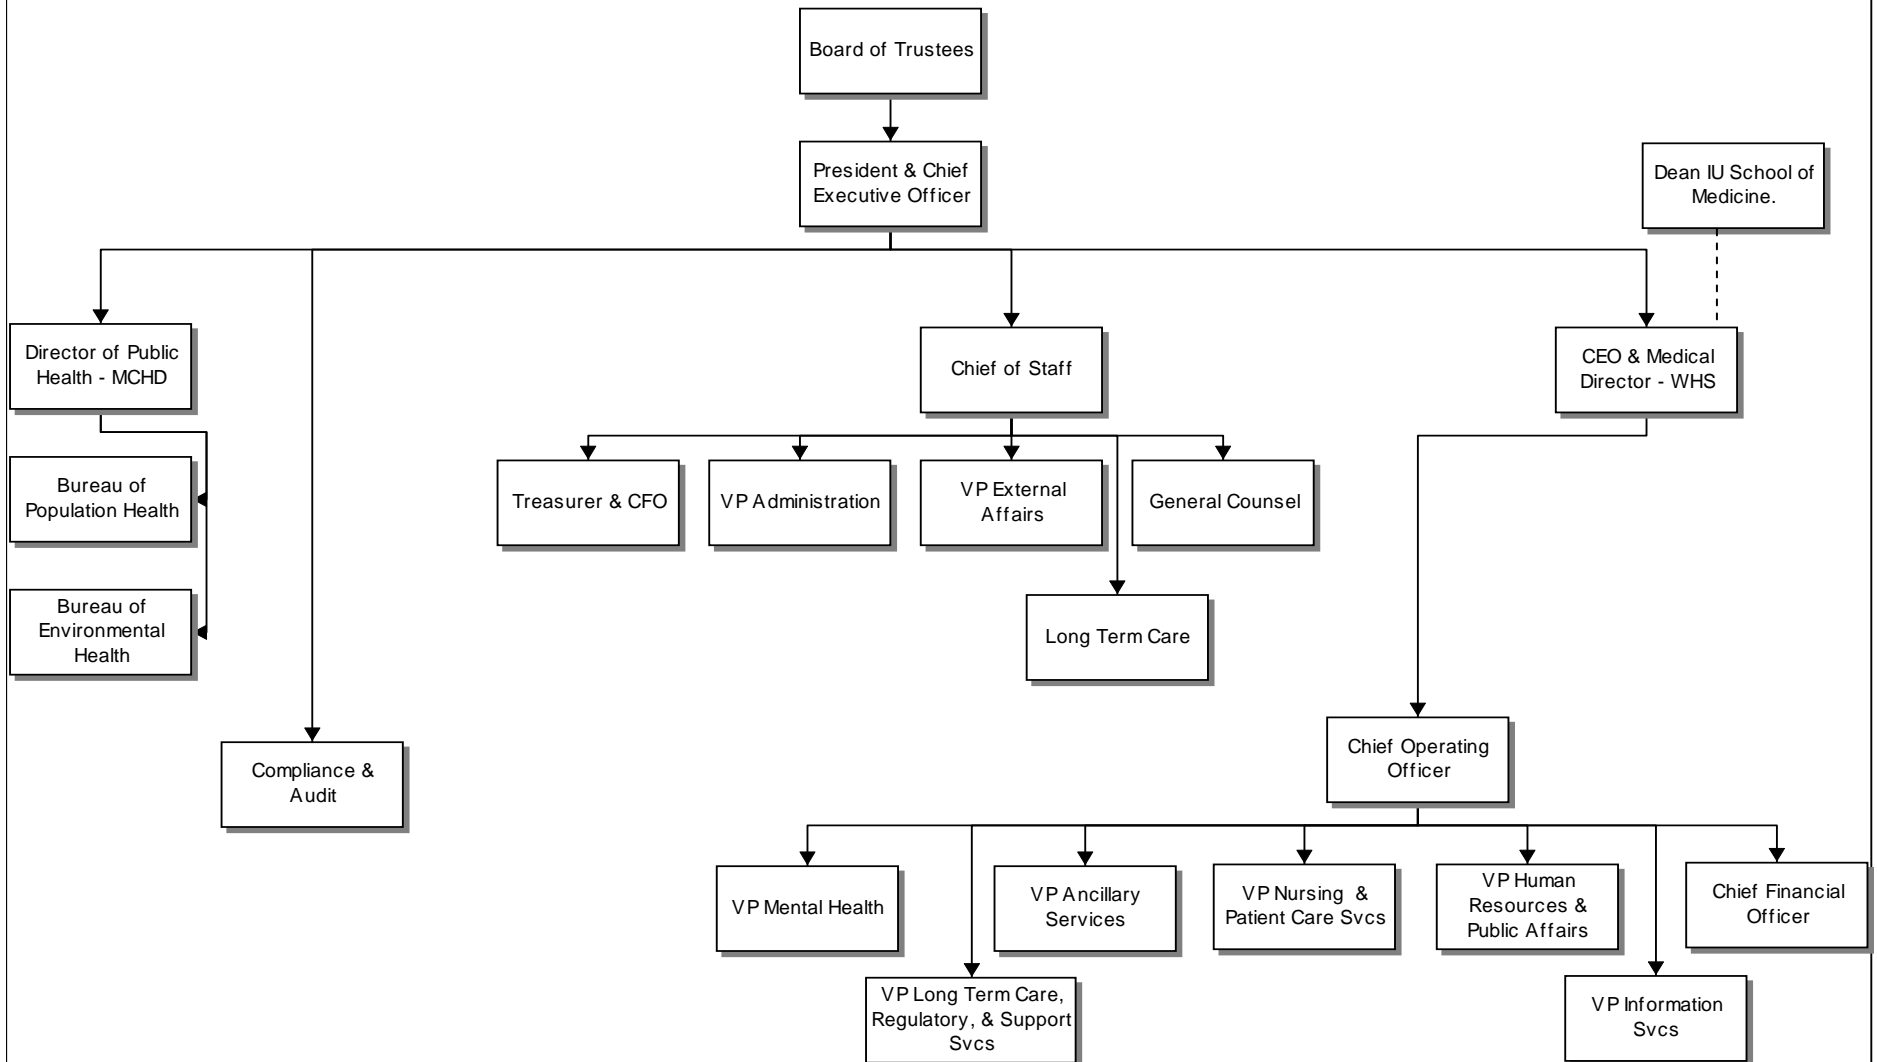 Board of Trustees
President & Chief
Executive Officer
Dean IU School of
Medicine.
Director of Public
Health - MCHD
Chief of Staff
CEO & Medical
Director - WHS
Bureau of
Population Health
Treasurer & CFO
VP Administration
VP External
Affairs
General Counsel
Bureau of
Environmental
Health
Long Term Care
Compliance &
Audit
Chief Operating
Officer
VP Mental Health
VP Ancillary
Services
VP Nursing &
Patient Care Svcs
VP Human
Resources &
Public Affairs
Chief Financial
Officer
VP Long Term Care,
Regulatory, & Support
Svcs
VP Information
Svcs